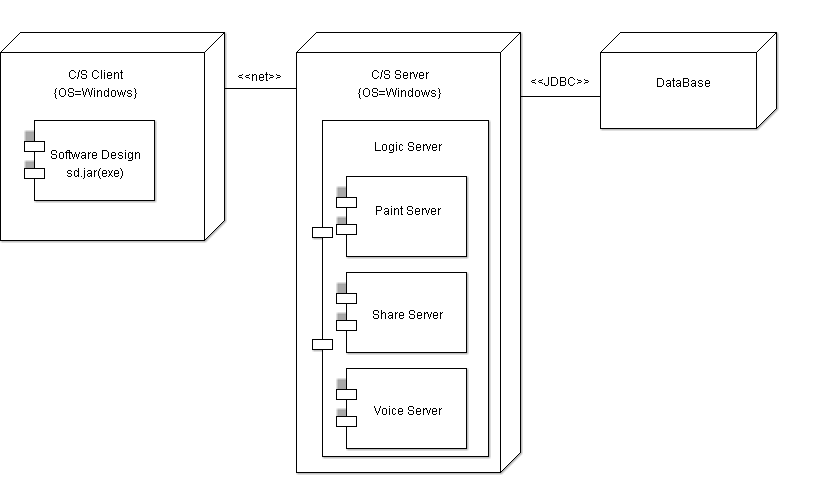 C/S Client
{OS=Windows}
Software Design
sd.jar(exe)
<<net>>
C/S Server
{OS=Windows}
Logic Server
Paint Server
Share Server
Voice Server
<<JDBC>>
DataBase